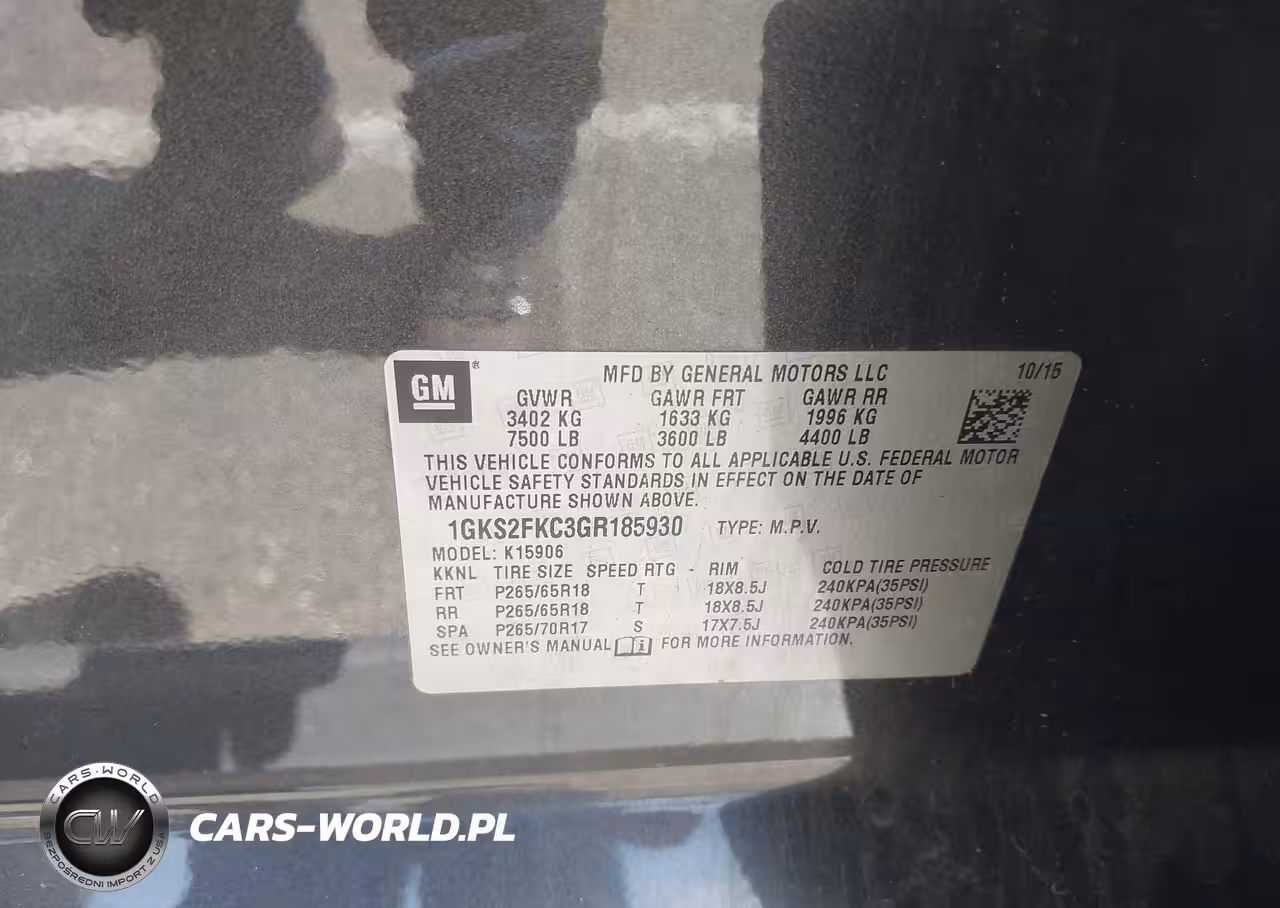 GM ®
MFD BY GENERAL MOTORS LLC 10/15
GVWR GAWR FRT GAWR RR
3402 KG 1633 KG 1996 KG
7500 LB 3600 LB 4400 LB
THIS VEHICLE CONFORMS TO ALL APPLICABLE U.S. FEDERAL MOTOR
VEHICLE SAFETY STANDARDS IN EFFECT ON THE DATE OF
MANUFACTURE SHOWN ABOVE.
1GKS2FKC3GR185930 TYPE: M.P.V.
MODEL: K15906
KKNL TIRE SIZE SPEED RTG - RIM COLD TIRE PRESSURE
FRT P265/65R18 T 18X8.5J 240KPA(35PSI)
RR P265/65R18 T 18X8.5J 240KPA(35PSI)
SPA P265/70R17 S 17X7.5J 240KPA(35PSI)
SEE OWNER'S MANUAL i FOR MORE INFORMATION.
CARS-WORLD
CW
BEZPOŚREDNI IMPORT Z USA
CARS-WORLD.PL